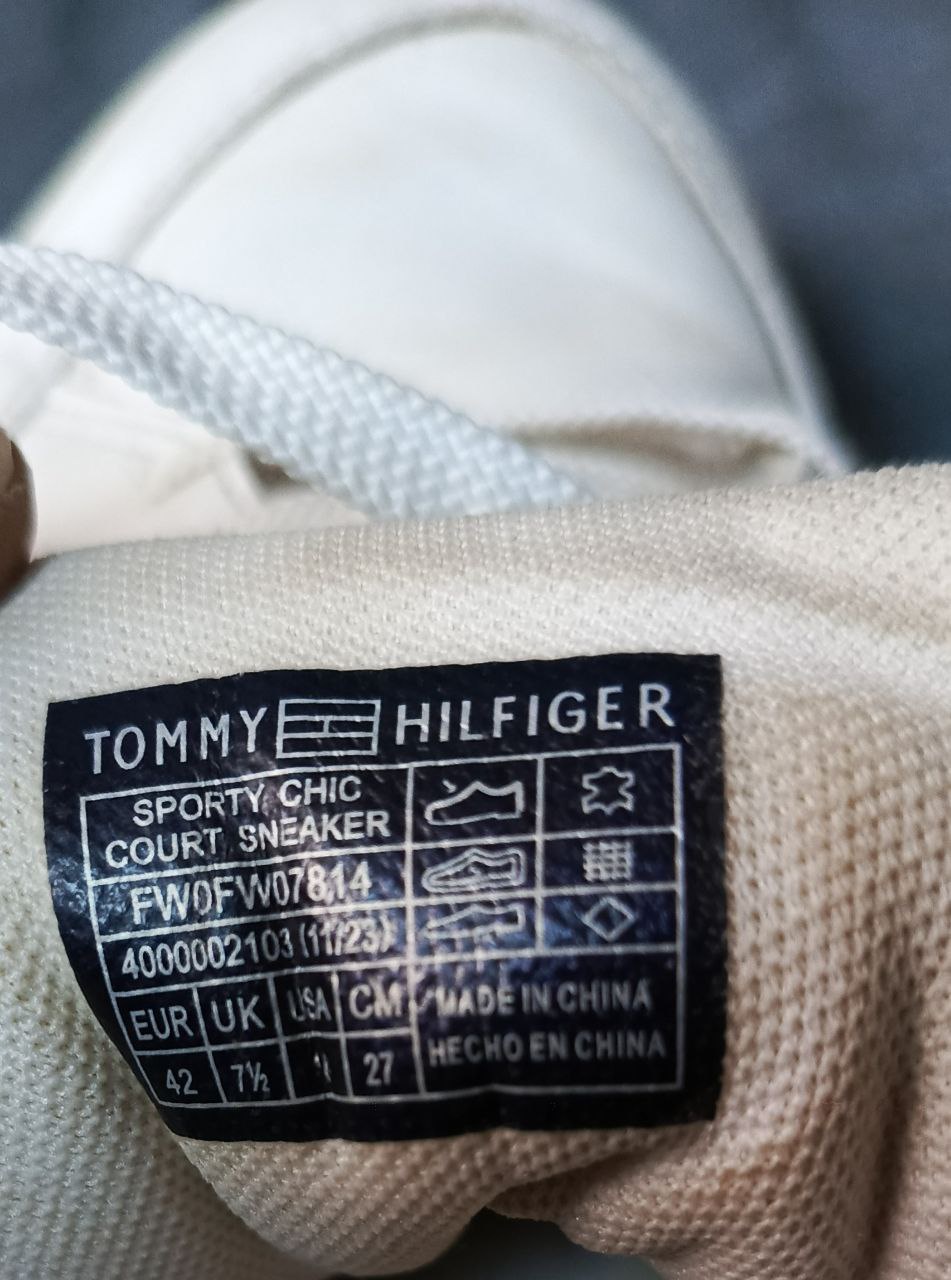 TOMMY HILFIGER
SPORTY CHIC
COURT SNEAKER
FW0FW07814
4000002103 (11/23)
EUR UK USA CM
42 7½ 27
MADE IN CHINA
HECHO EN CHINA